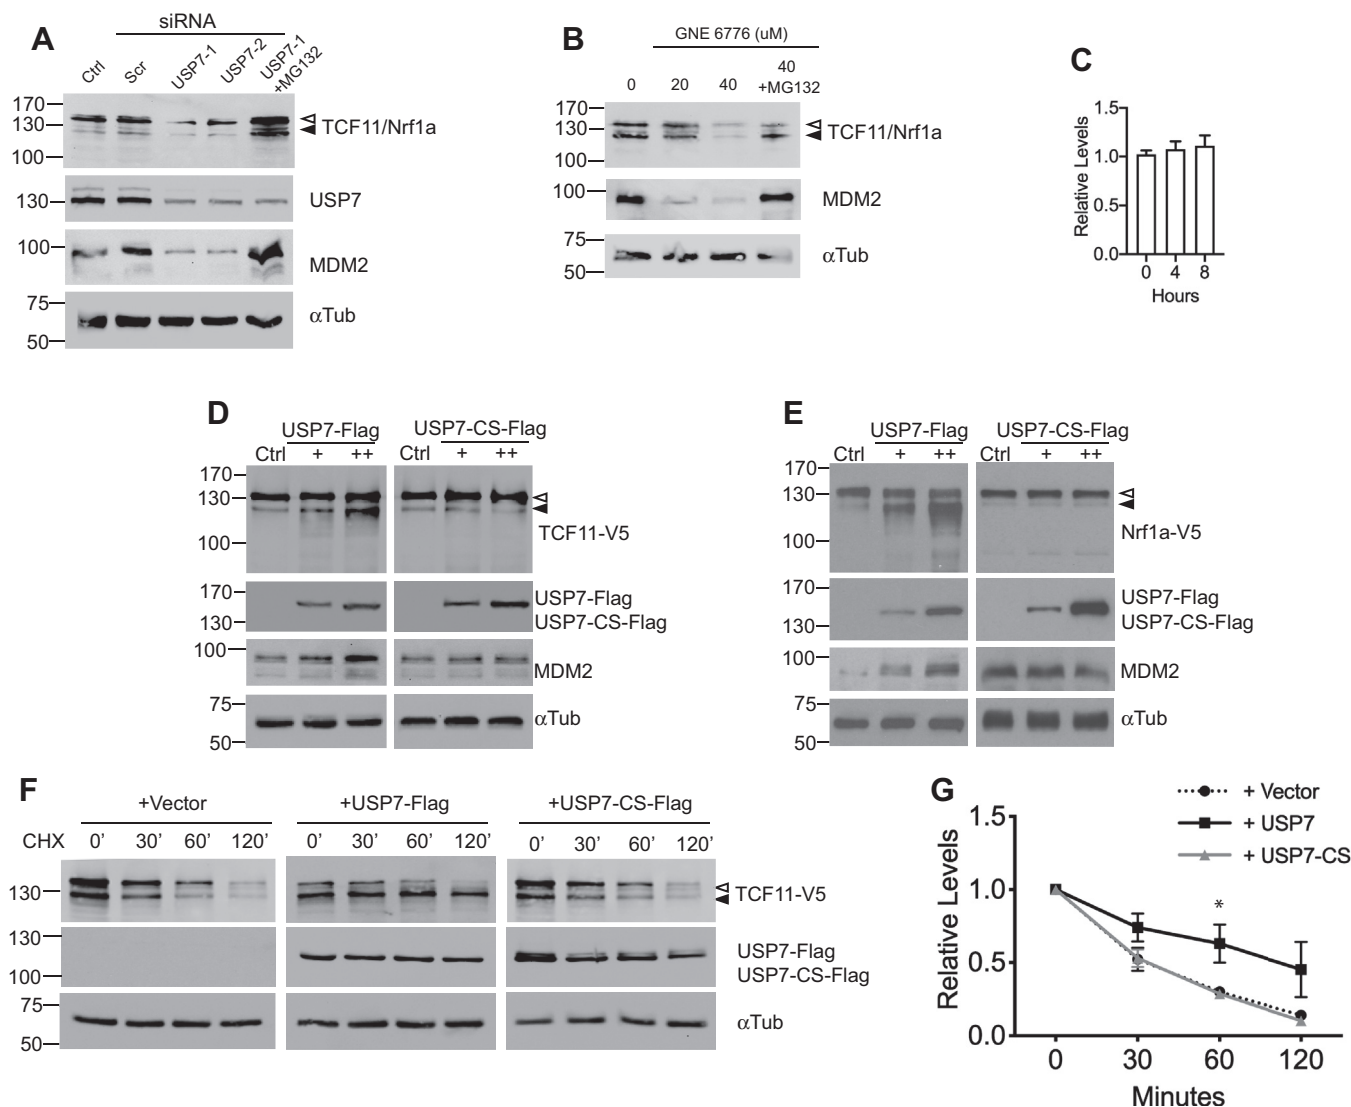 A
siRNA
Ctrl
Scr
USP7-1
USP7-2
USP7-1
+MG132
170
130
100
TCF11/Nrf1a
130
USP7
100
MDM2
75
50
αTub
B
GNE 6776 (uM)
0 20 40 40
+MG132
170
130
100
TCF11/Nrf1a
100
MDM2
75
50
αTub
C
Relative Levels
1.5
1.0
0.5
0.0
0 4 8
Hours
D
USP7-Flag
Ctrl + ++
USP7-CS-Flag
Ctrl + ++
170
130
100
TCF11-V5
170
130
USP7-Flag
USP7-CS-Flag
100
MDM2
75
50
αTub
E
USP7-Flag
Ctrl + ++
USP7-CS-Flag
Ctrl + ++
170
130
100
Nrf1a-V5
170
130
USP7-Flag
USP7-CS-Flag
100
MDM2
75
50
αTub
F
+Vector +USP7-Flag +USP7-CS-Flag
CHX 0' 30' 60' 120' 0' 30' 60' 120' 0' 30' 60' 120'
130
TCF11-V5
130
100
USP7-Flag
USP7-CS-Flag
75
50
αTub
G
+ Vector
+ USP7
+ USP7-CS
Relative Levels
1.5
1.0
0.5
0.0
*
0 30 60 120
Minutes